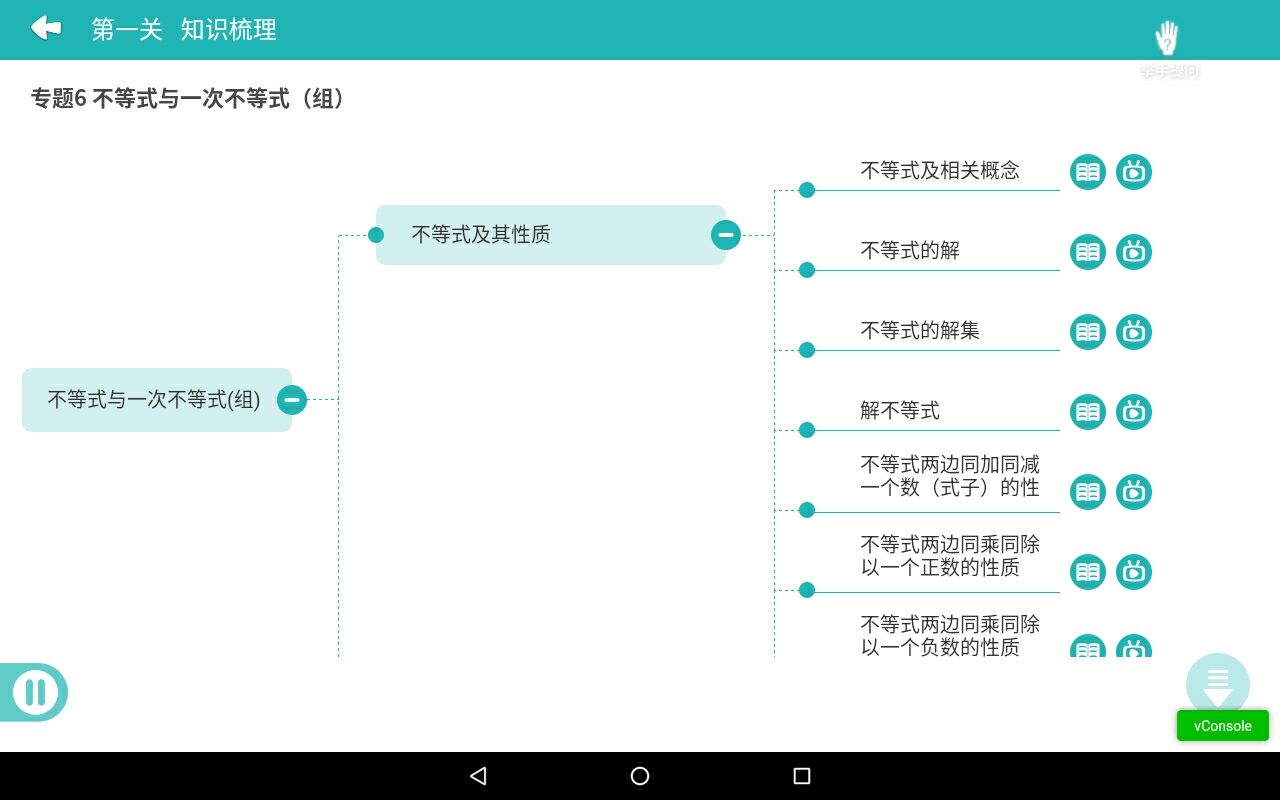 第一关 知识梳理
举手提问
专题6 不等式与一次不等式（组）
不等式及相关概念
不等式及其性质
不等式的解
不等式的解集
不等式与一次不等式(组)
解不等式
不等式两边同加同减
一个数（式子）的性
不等式两边同乘同除
以一个正数的性质
不等式两边同乘同除
以一个负数的性质
vConsole